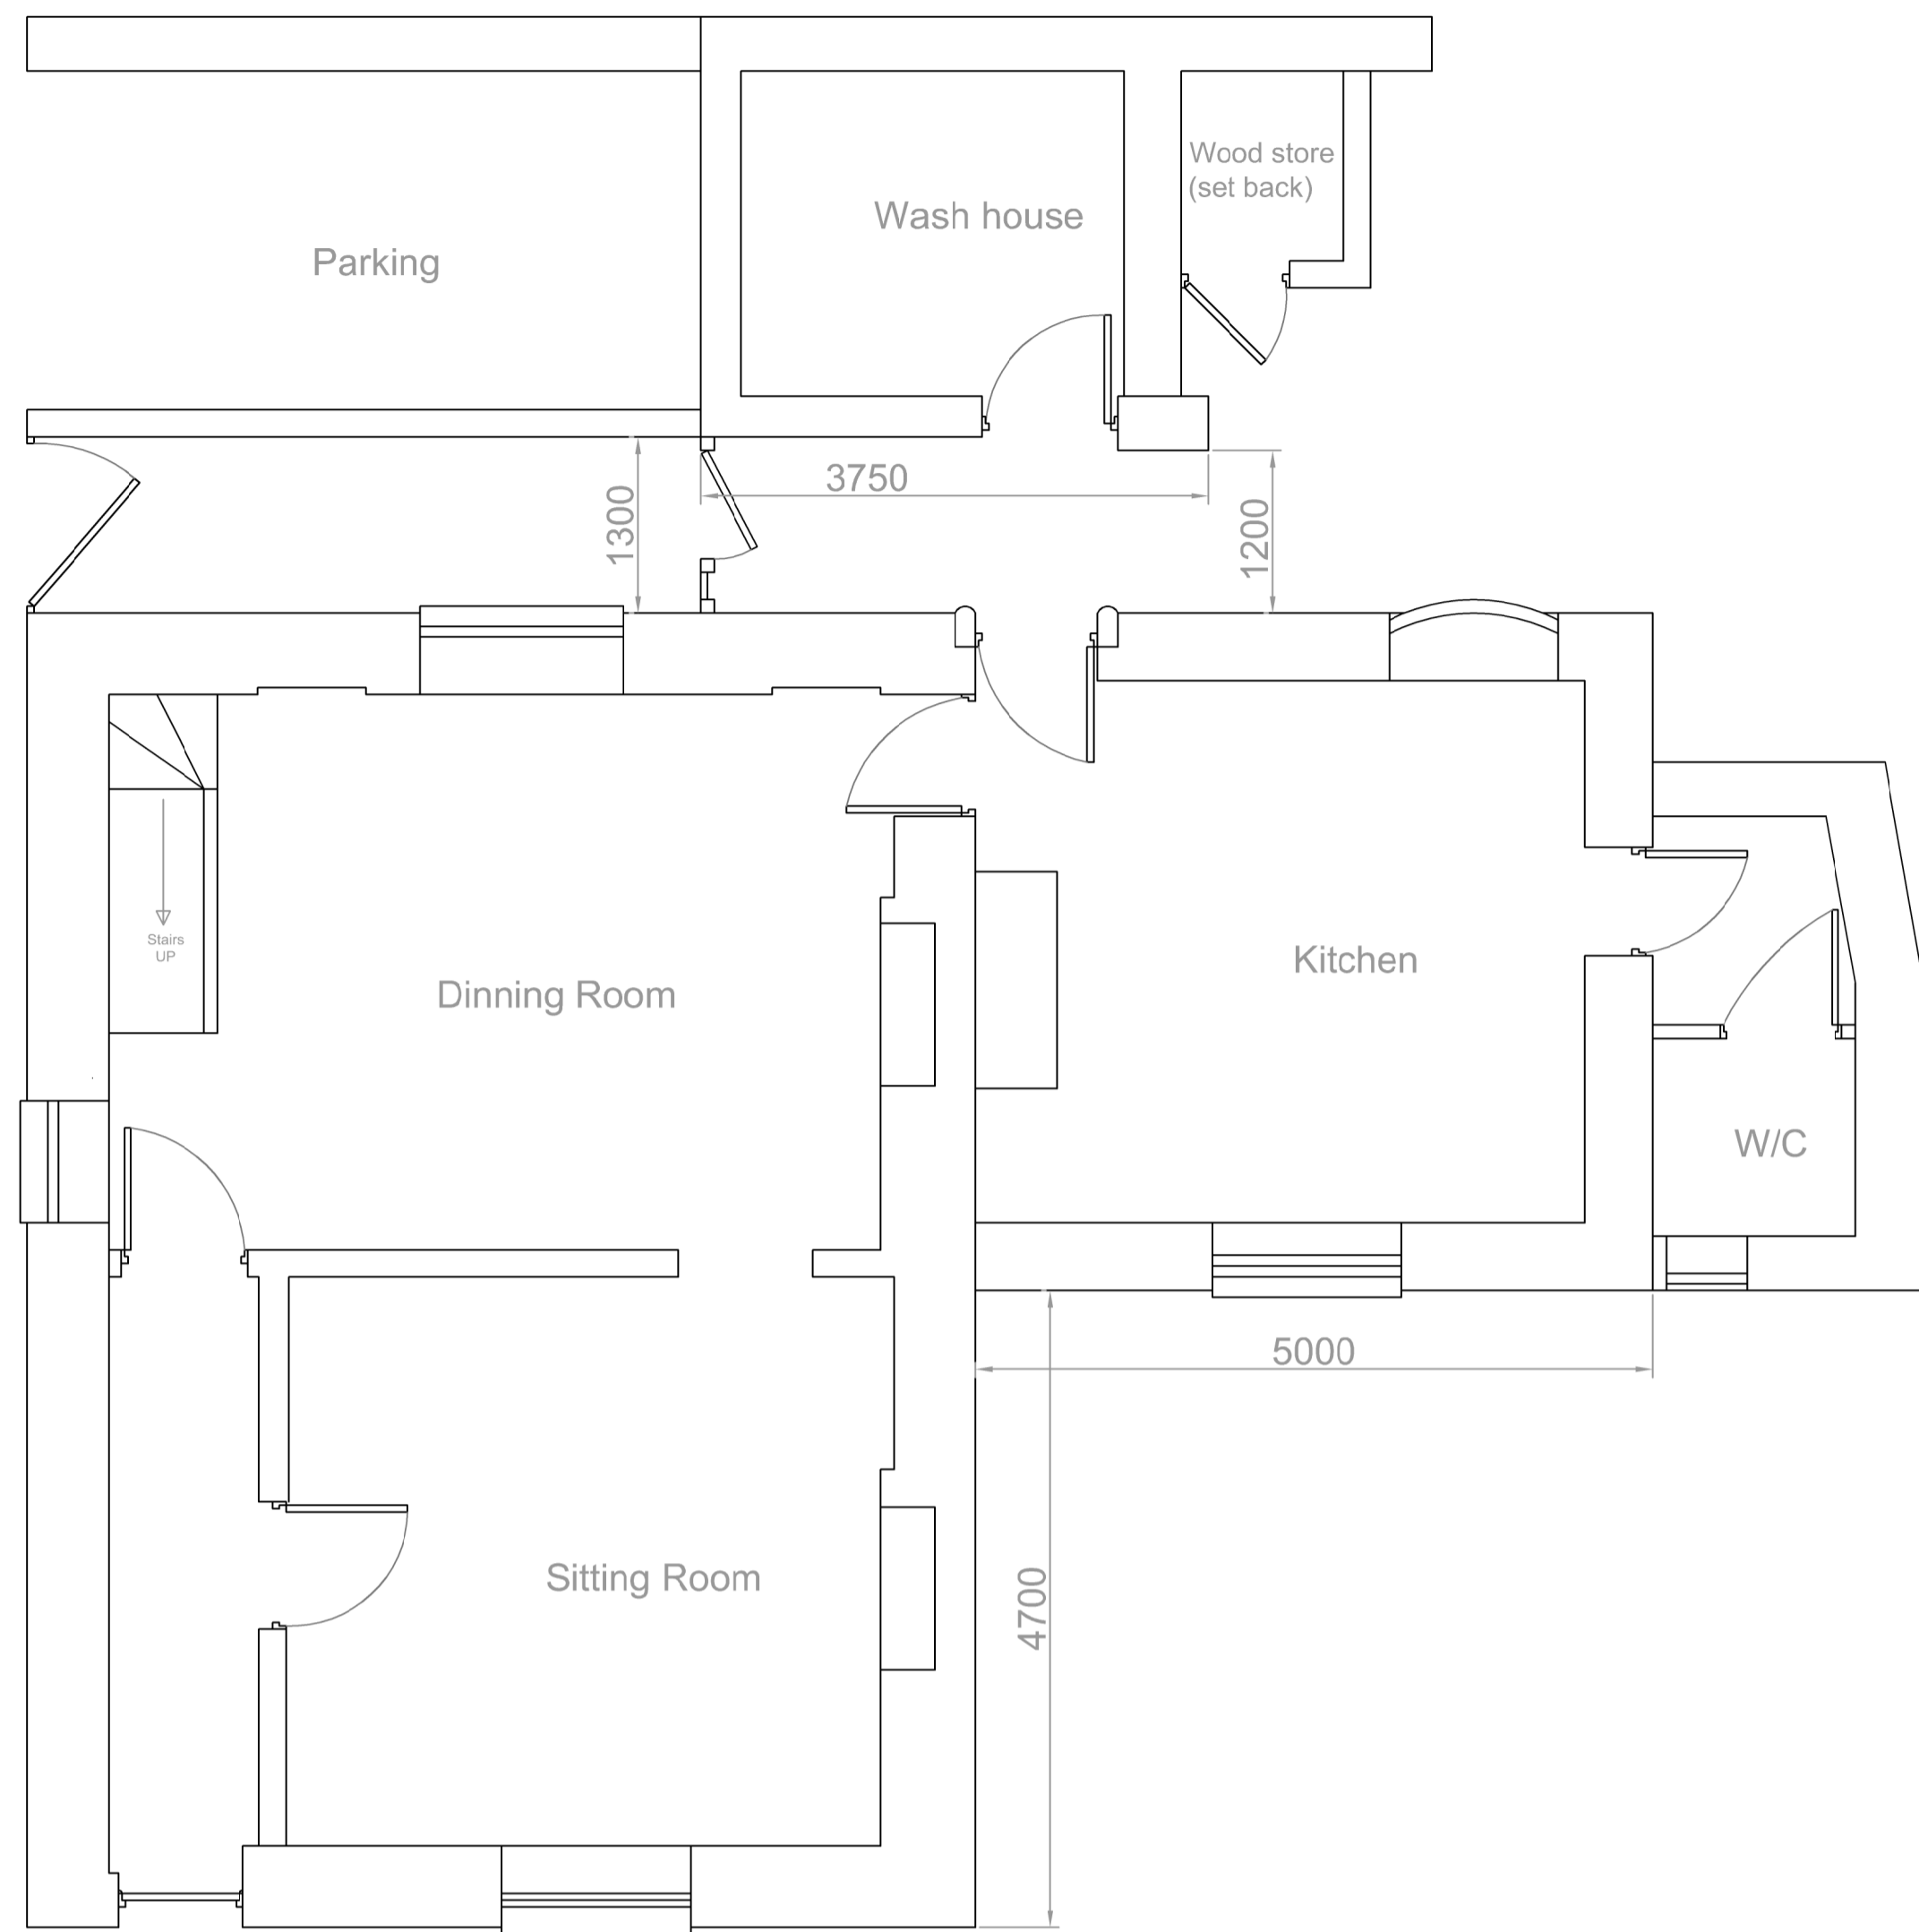 Wood store
(set back)
Wash house
Parking
3750
1300
1200
Stairs
UP
Kitchen
Dinning Room
W/C
5000
Sitting Room
4700